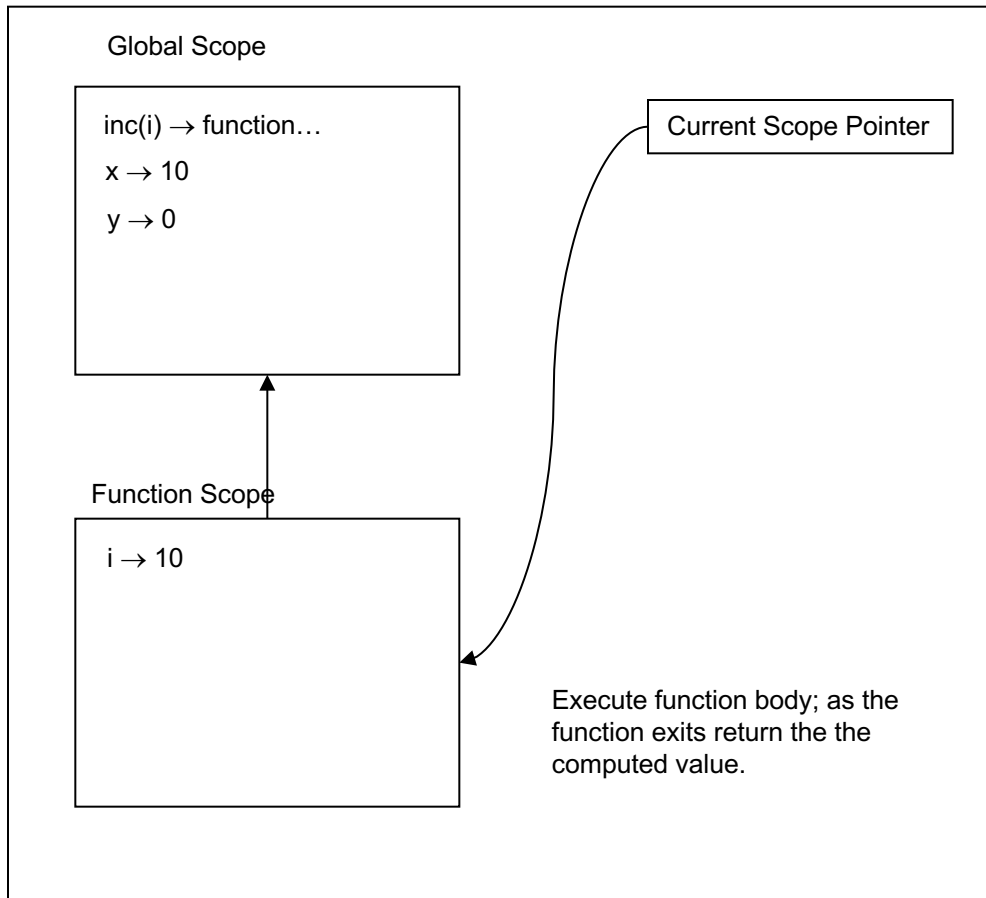 Global Scope
inc(i) → function…
x → 10
y → 0
Current Scope Pointer
Function Scope
i → 10
Execute function body; as the
function exits return the the
computed value.